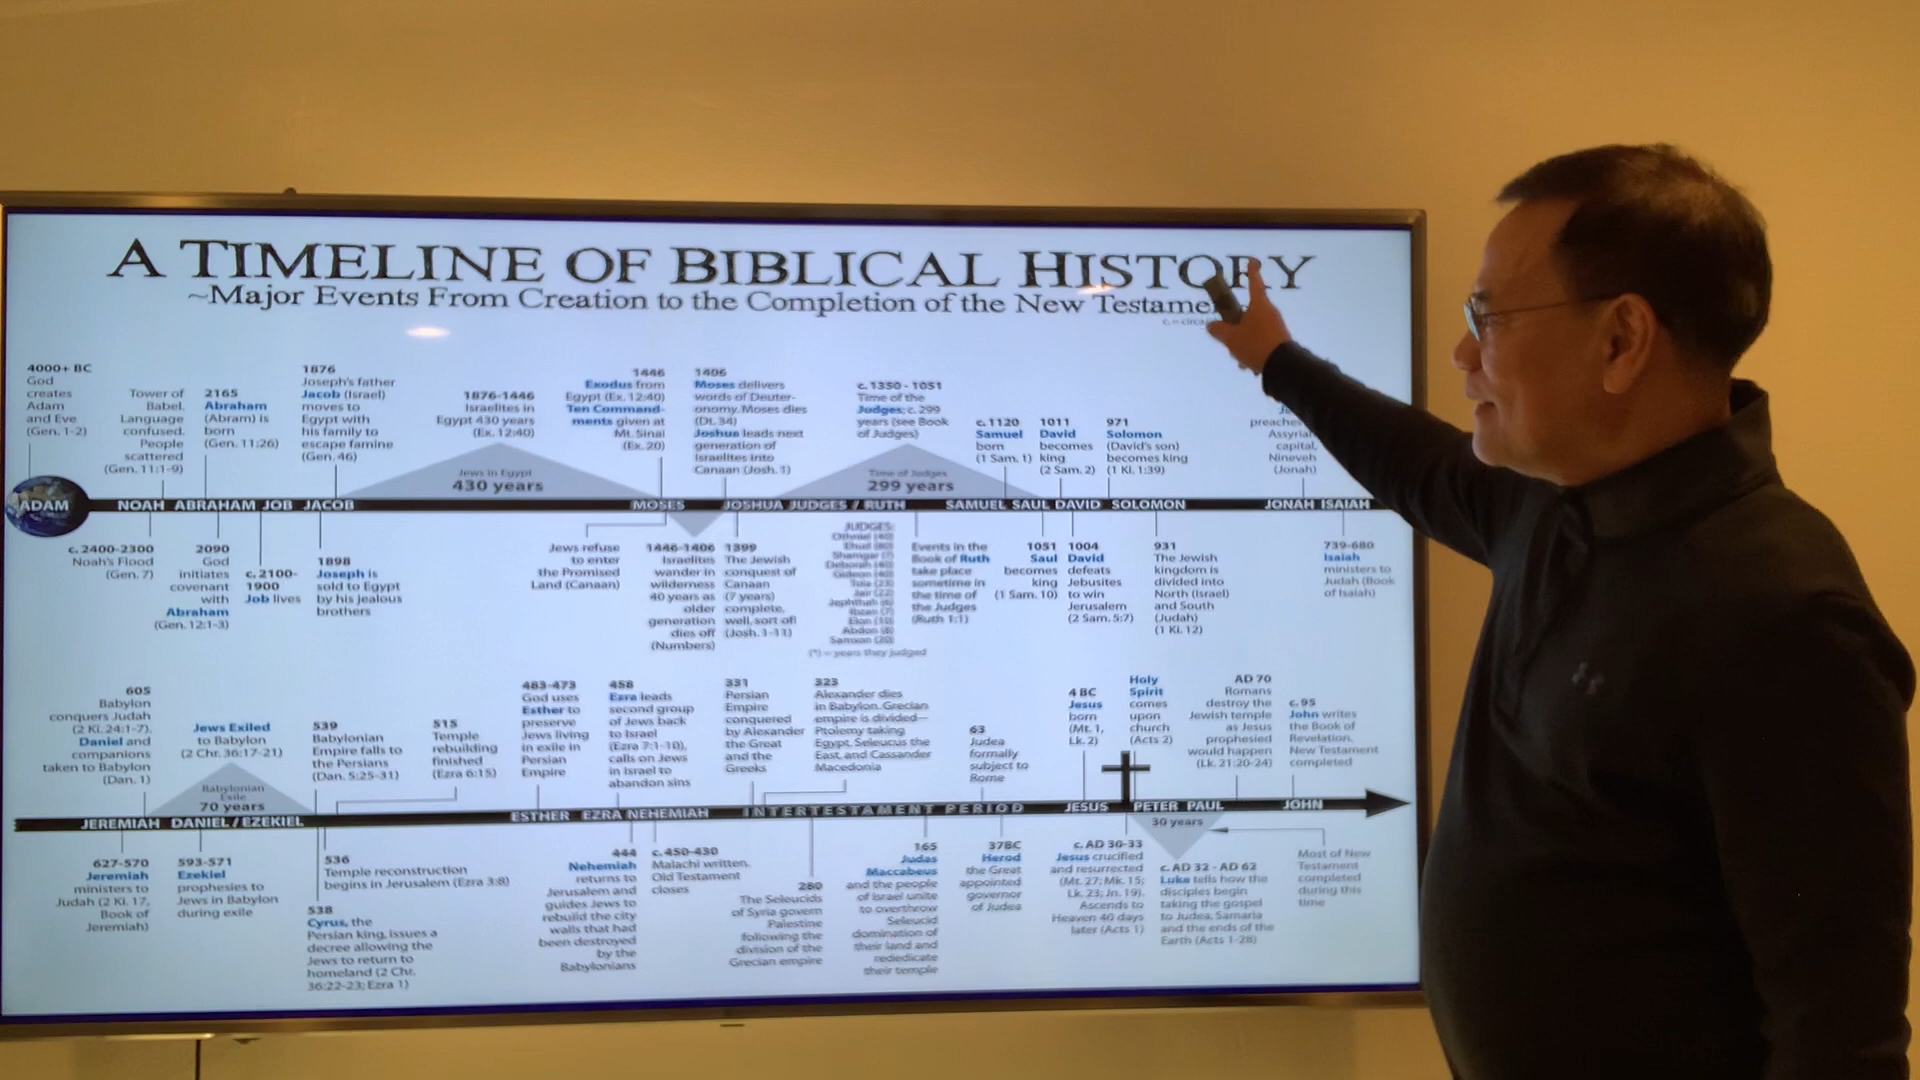 A TIMELINE OF BIBLICAL HISTORY
~Major Events From Creation to the Completion of the New Testame
4000+ BC
God
creates
Adam
and Eve
(Gen. 1-2)
Tower of
Babel.
Language
confused.
People
scattered
(Gen. 11:1-9)
2165
Abraham
(Abram) is
born
(Gen. 11:26)
1876
Joseph's father
Jacob (Israel)
moves to
Egypt with
his family to
escape famine
(Gen. 46)
1876-1446
Israelites in
Egypt 430 years
(Ex. 12:40)
1446
Exodus from
Egypt (Ex. 12:40)
Ten Command-
ments given at
Mt. Sinai
(Ex. 20)
1406
Moses delivers
words of Deuter-
onomy. Moses dies
(Dt. 34)
Joshua leads next
generation of
Israelites into
Canaan (Josh. 1)
c. 1350 - 1051
Time of the
Judges; c. 299
years (see Book
of Judges)
c. 1120
Samuel
born
(1 Sam. 1)
1011
David
becomes
king
(2 Sam. 2)
971
Solomon
(David's son)
becomes king
(1 Ki. 1:39)
preaches
Assyrian
capital,
Nineveh
(Jonah)
Jews in Egypt
430 years
Time of Judges
299 years
ADAM NOAH ABRAHAM JOB JACOB MOSES JOSHUA JUDGES / RUTH SAMUEL SAUL DAVID SOLOMON JONAH ISAIAH
c. 2400-2300
Noah's Flood
(Gen. 7)
2090
God
initiates
covenant
with
Abraham
(Gen. 12:1-3)
c. 2100-
1900
Job lives
1898
Joseph is
sold to Egypt
by his jealous
brothers
Jews refuse
to enter
the Promised
Land (Canaan)
1446-1406
Israelites
wander in
wilderness
40 years as
older
generation
dies off
(Numbers)
1399
The Jewish
conquest of
Canaan
(7 years)
complete,
well, sort of!
(Josh. 1-11)
JUDGES:
Othniel (40)
Ehud (80)
Shamgar (?)
Deborah (40)
Gideon (40)
Tola (23)
Jair (22)
Jephthah (6)
Ibzan (7)
Elon (10)
Abdon (8)
Samson (20)
(*) = years they judged
Events in the
Book of Ruth
take place
sometime in
the time of
the Judges
(Ruth 1:1)
1051
Saul
becomes
king
(1 Sam. 10)
1004
David
defeats
Jebusites
to win
Jerusalem
(2 Sam. 5:7)
931
The Jewish
kingdom is
divided into
North (Israel)
and South
(Judah)
(1 Ki. 12)
739-680
Isaiah
ministers to
Judah (Book
of Isaiah)
605
Babylon
conquers Judah
(2 Ki. 24:1-7).
Daniel and
companions
taken to Babylon
(Dan. 1)
Jews Exiled
to Babylon
(2 Chr. 36:17-21)
539
Babylonian
Empire falls to
the Persians
(Dan. 5:25-31)
515
Temple
rebuilding
finished
(Ezra 6:15)
483-473
God uses
Esther to
preserve
Jews living
in exile in
Persian
Empire
458
Ezra leads
second group
of Jews back
to Israel
(Ezra 7:1-10),
calls on Jews
in Israel to
abandon sins
331
Persian
Empire
conquered
by Alexander
the Great
and the
Greeks
323
Alexander dies
in Babylon. Grecian
empire is divided—
Ptolemy taking
Egypt, Seleucus the
East, and Cassander
Macedonia
63
Judea
formally
subject to
Rome
4 BC
Jesus
born
(Mt. 1,
Lk. 2)
Holy
Spirit
comes
upon
church
(Acts 2)
AD 70
Romans
destroy the
Jewish temple
as Jesus
prophesied
would happen
(Lk. 21:20-24)
c. 95
John writes
the Book of
Revelation.
New Testament
completed
Babylonian
Exile
70 years
JEREMIAH DANIEL / EZEKIEL ESTHER EZRA NEHEMIAH INTERTESTAMENT PERIOD JESUS PETER PAUL JOHN
30 years
627-570
Jeremiah
ministers to
Judah (2 Ki. 17,
Book of
Jeremiah)
593-571
Ezekiel
prophesies to
Jews in Babylon
during exile
536
Temple reconstruction
begins in Jerusalem (Ezra 3:8)
538
Cyrus, the
Persian king, issues a
decree allowing the
Jews to return to
homeland (2 Chr.
36:22-23; Ezra 1)
444
Nehemiah
returns to
Jerusalem and
guides Jews to
rebuild the city
walls that had
been destroyed
by the
Babylonians
c. 450-430
Malachi written.
Old Testament
closes
280
The Seleucids
of Syria govern
Palestine
following the
division of the
Grecian empire
165
Judas
Maccabeus
and the people
of Israel unite
to overthrow
Seleucid
domination of
their land and
rededicate
their temple
37BC
Herod
the Great
appointed
governor
of Judea
c. AD 30-33
Jesus crucified
and resurrected
(Mt. 27; Mk. 15;
Lk. 23; Jn. 19).
Ascends to
Heaven 40 days
later (Acts 1)
c. AD 32 - AD 62
Luke tells how the
disciples begin
taking the gospel
to Judea, Samaria
and the ends of the
Earth (Acts 1-28)
Most of New
Testament
completed
during this
time